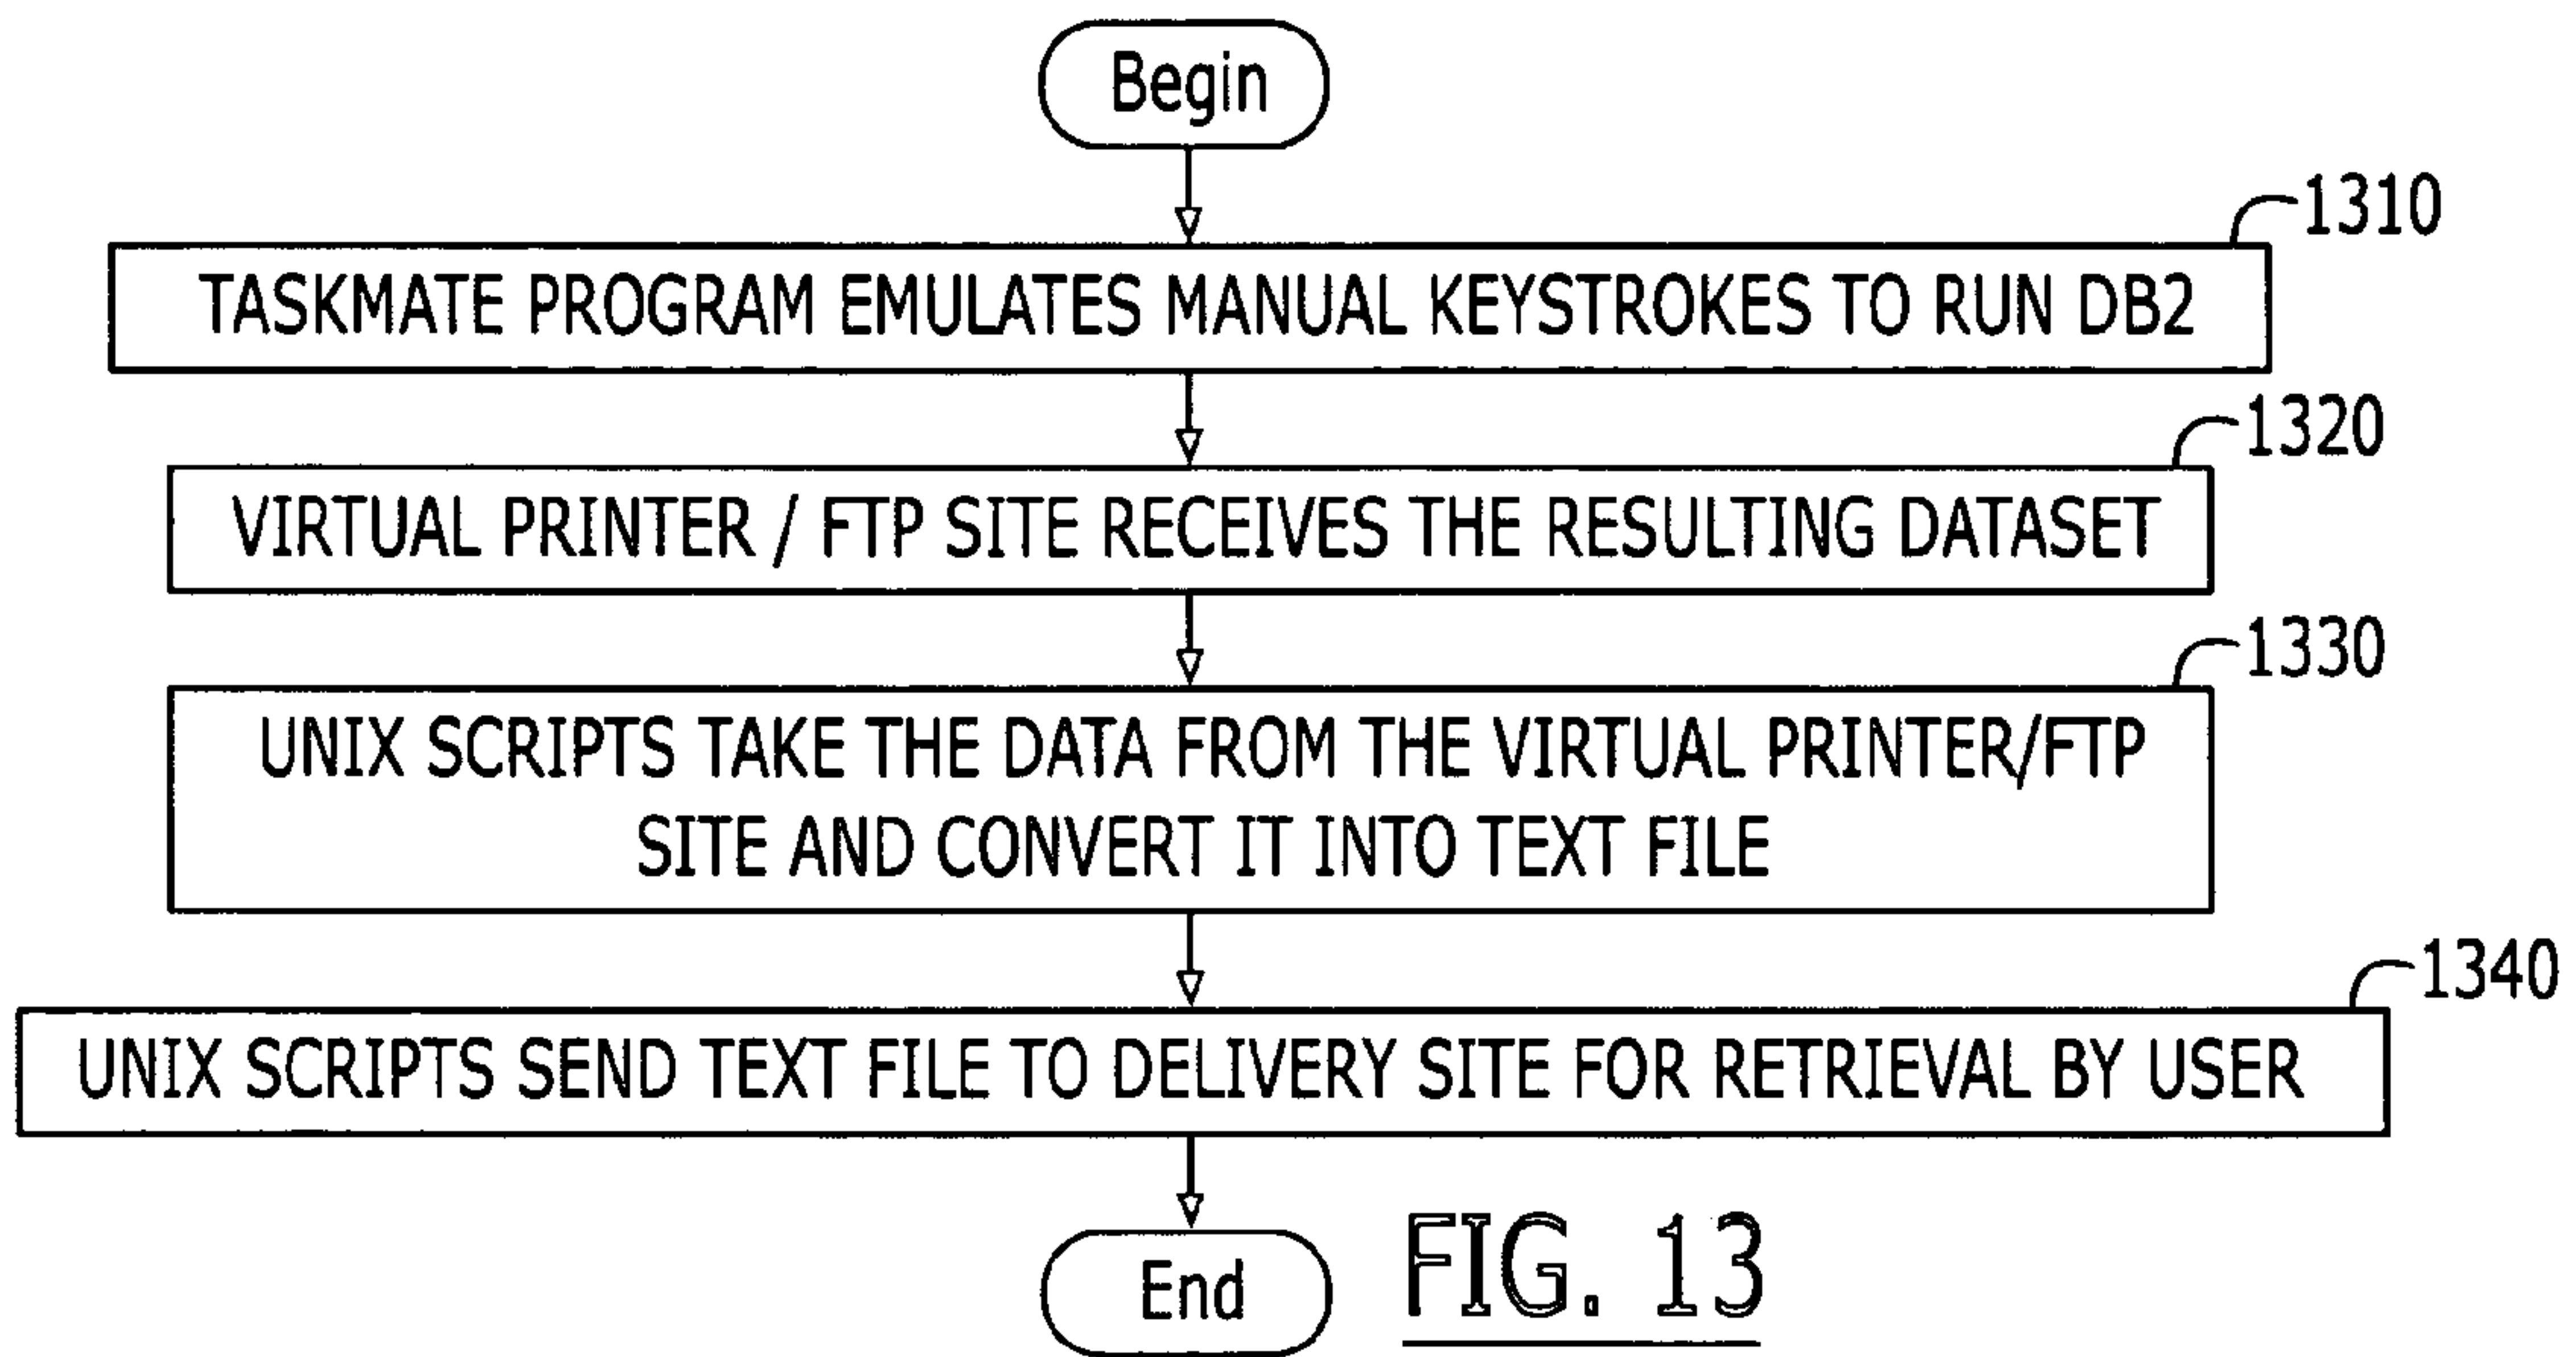 Begin
1310
TASKMATE PROGRAM EMULATES MANUAL KEYSTROKES TO RUN DB2
1320
VIRTUAL PRINTER / FTP SITE RECEIVES THE RESULTING DATASET
1330
UNIX SCRIPTS TAKE THE DATA FROM THE VIRTUAL PRINTER/FTP
SITE AND CONVERT IT INTO TEXT FILE
1340
UNIX SCRIPTS SEND TEXT FILE TO DELIVERY SITE FOR RETRIEVAL BY USER
End
FIG. 13